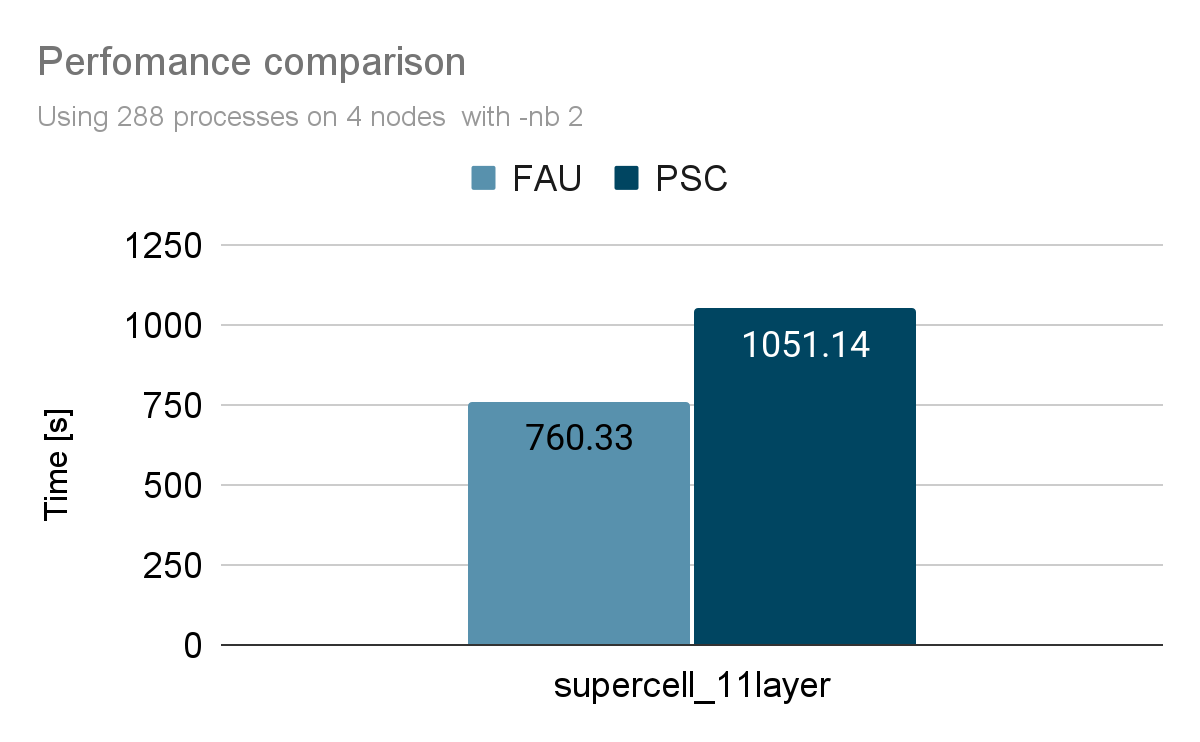 Perfomance comparison
Using 288 processes on 4 nodes  with -nb 2
FAU PSC
1250
1000
750
500
250
0
Time [s]
760.33
1051.14
supercell_11layer